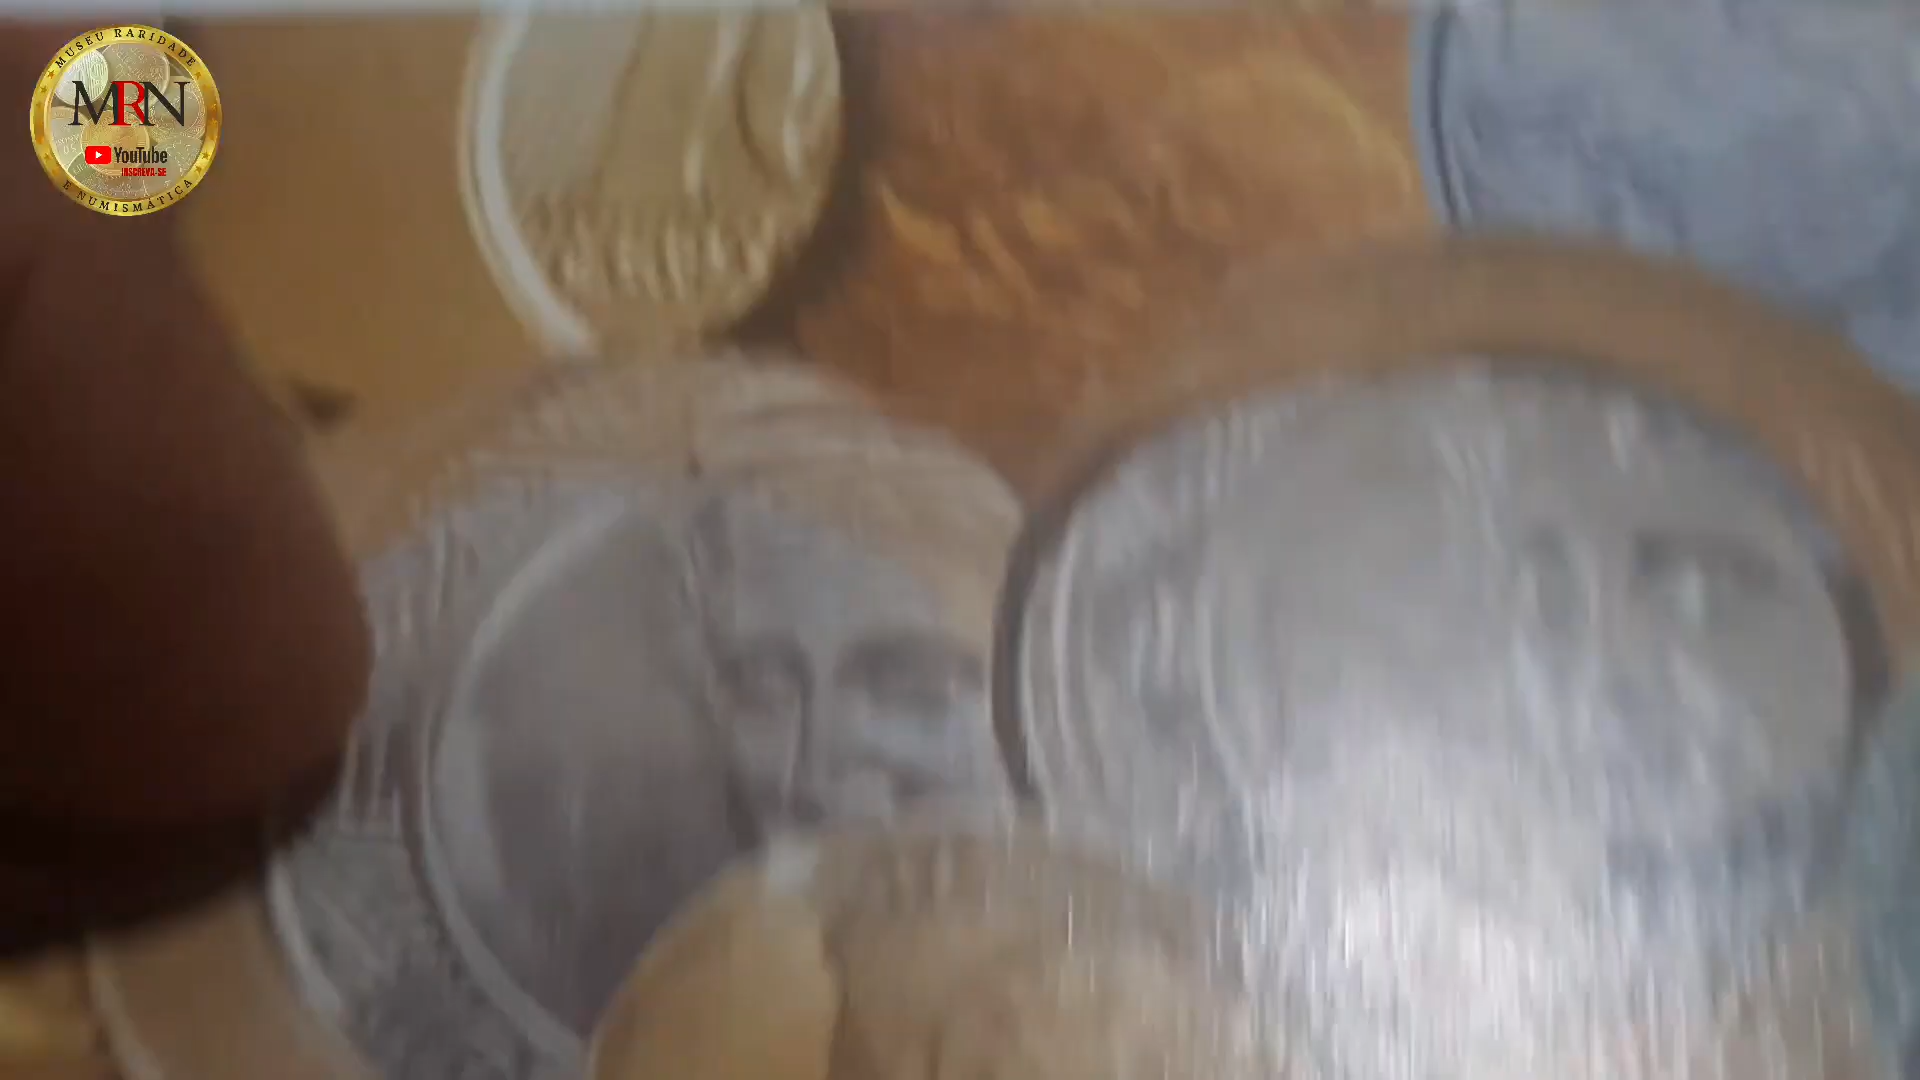 MUSEU RARIDADE
MRN
YouTube
INSCREVA-SE
E NUMISMÁTICA